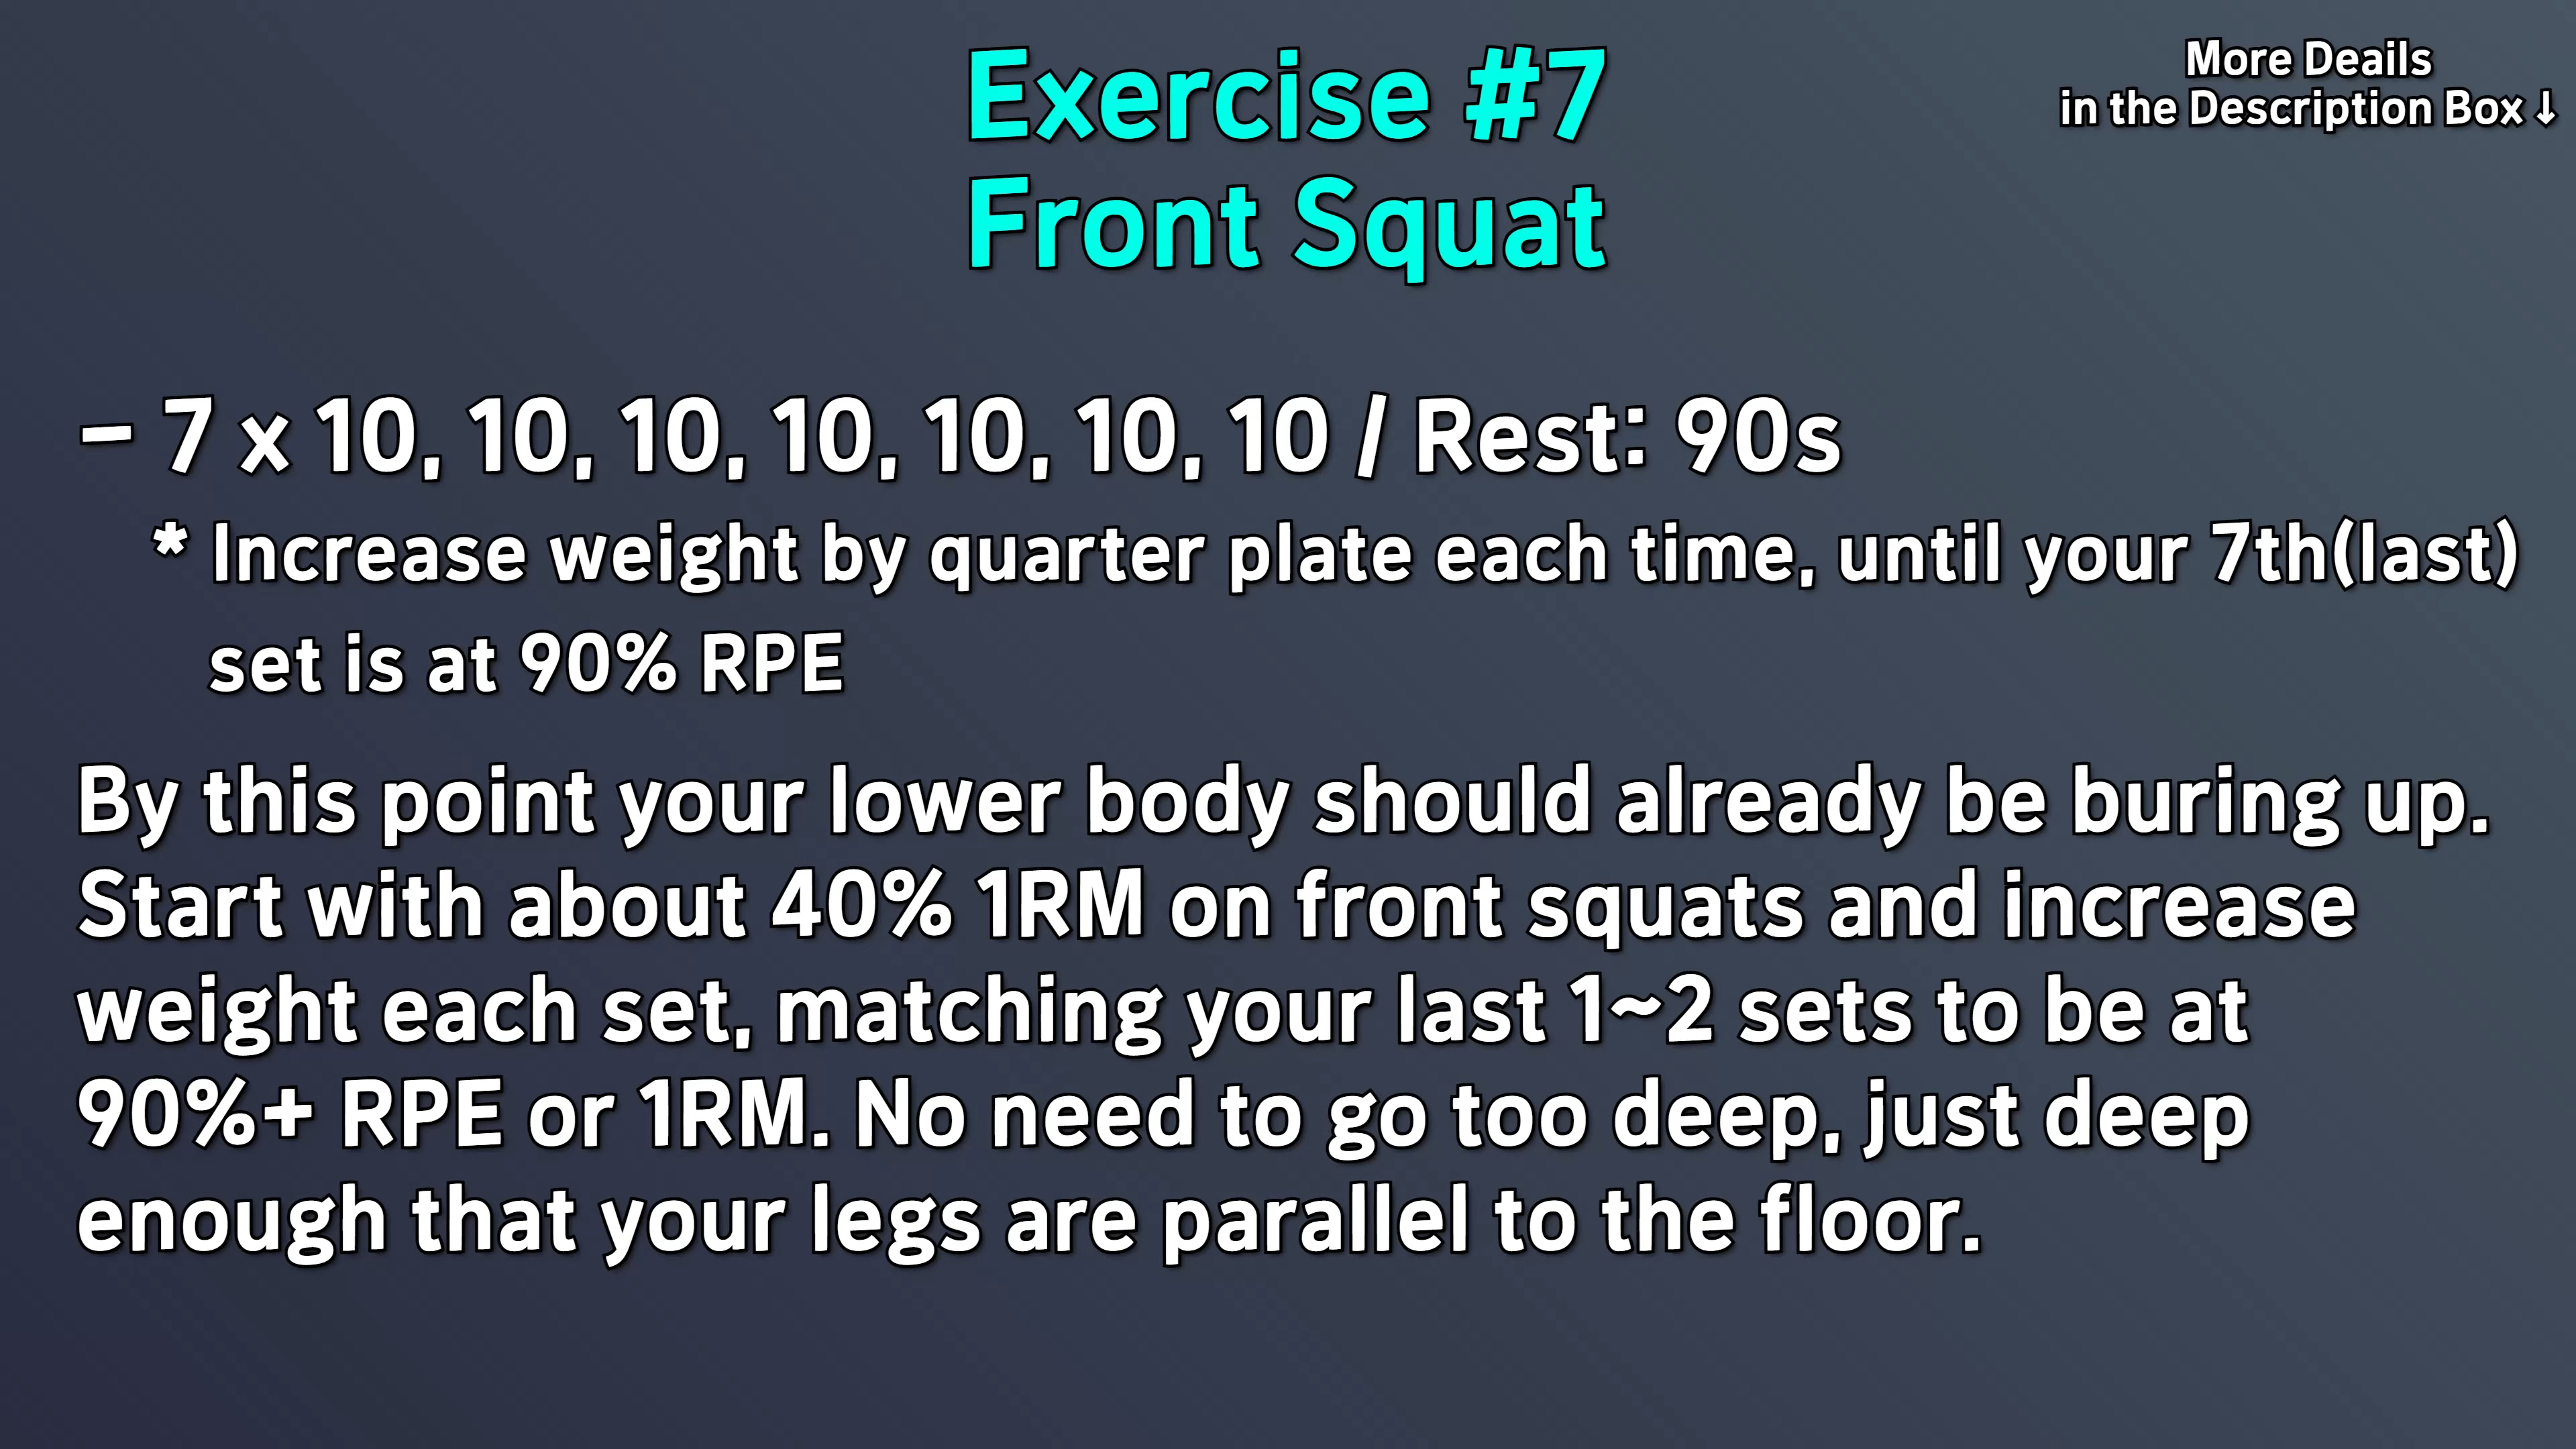 Exercise #7
Front Squat
More Deails
in the Description Box↓
– 7 x 10, 10, 10, 10, 10, 10, 10 / Rest: 90s
* Increase weight by quarter plate each time, until your 7th(last)
set is at 90% RPE
By this point your lower body should already be buring up.
Start with about 40% 1RM on front squats and increase
weight each set, matching your last 1~2 sets to be at
90%+ RPE or 1RM. No need to go too deep, just deep
enough that your legs are parallel to the floor.